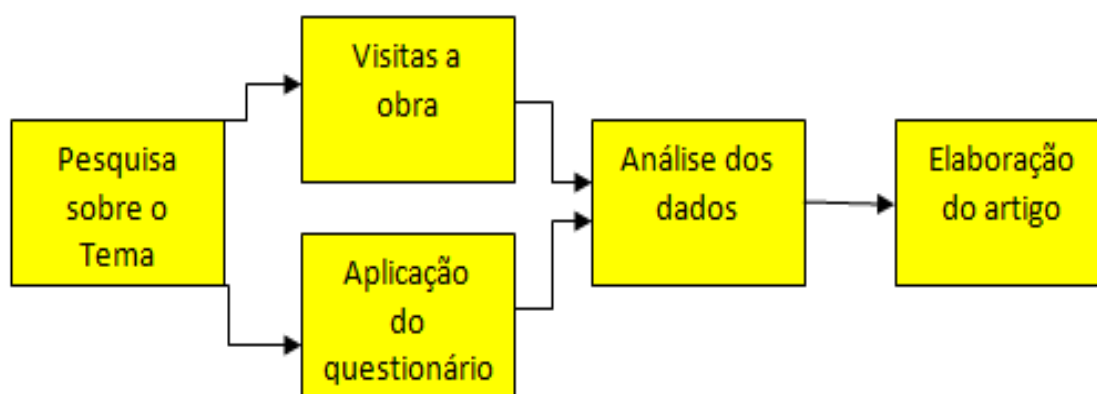 Pesquisa
sobre o
Tema
Visitas a
obra
Aplicação
do
questionário
Análise dos
dados
Elaboração
do artigo